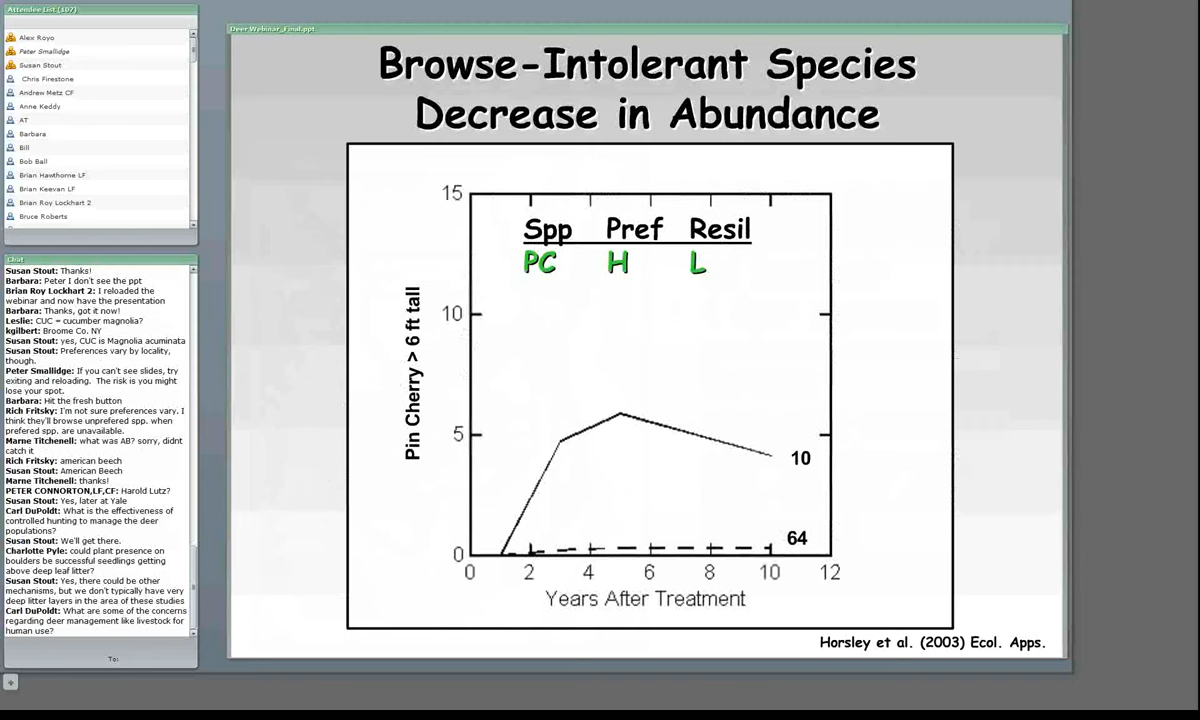 Attendee List (107)
Alex Royo
Peter Smallidge
Susan Stout
Chris Firestone
Andrew Metz CF
Anne Keddy
AT
Barbara
Bill
Bob Ball
Brian Hawthorne LF
Brian Keevan LF
Brian Roy Lockhart 2
Bruce Roberts
Chat
Susan Stout: Thanks!
Barbara: Peter I don't see the ppt
Brian Roy Lockhart 2: I reloaded the
webinar and now have the presentation
Barbara: Thanks, got it now!
Leslie: CUC = cucumber magnolia?
kgilbert: Broome Co. NY
Susan Stout: yes, CUC is Magnolia acuminata
Susan Stout: Preferences vary by locality,
though.
Peter Smallidge: If you can't see slides, try
exiting and reloading. The risk is you might
lose your spot.
Barbara: Hit the fresh button
Rich Fritsky: I'm not sure preferences vary. I
think they'll browse unprefered spp. when
prefered spp. are unavailable.
Marne Titchenell: what was AB? sorry, didnt
catch it
Rich Fritsky: american beech
Susan Stout: American Beech
Marne Titchenell: thanks!
PETER CONNORTON,LF,CF: Harold Lutz?
Susan Stout: Yes, later at Yale
Carl DuPoldt: What is the effectiveness of
controlled hunting to manage the deer
populations?
Susan Stout: We'll get there.
Charlotte Pyle: could plant presence on
boulders be successful seedlings getting
above deep leaf litter?
Susan Stout: Yes, there could be other
mechanisms, but we don't typically have very
deep litter layers in the area of these studies
Carl DuPoldt: What are some of the concerns
regarding deer management like livestock for
human use?
To:
Deer Webinar_Final.ppt
Browse-Intolerant Species
Decrease in Abundance
Spp Pref Resil
PC H L
Pin Cherry > 6 ft tall
15
10
5
0
10
64
0 2 4 6 8 10 12
Years After Treatment
Horsley et al. (2003) Ecol. Apps.